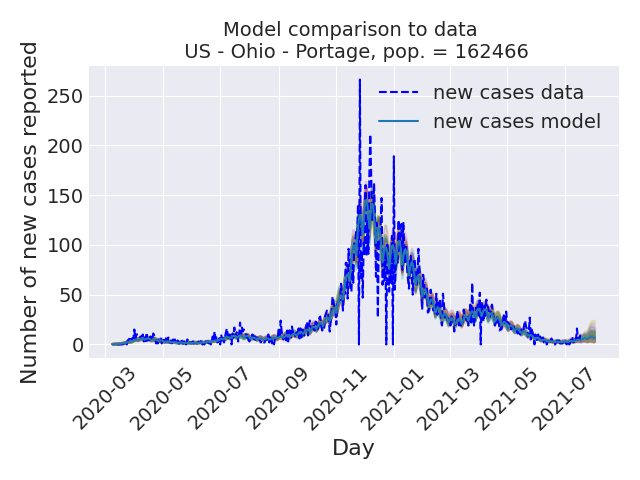 Model comparison to data
US - Ohio - Portage, pop. = 162466
Number of new cases reported
250
200
150
100
50
0
new cases data
new cases model
2020-03
2020-05
2020-07
2020-09
2020-11
2021-01
2021-03
2021-05
2021-07
Day